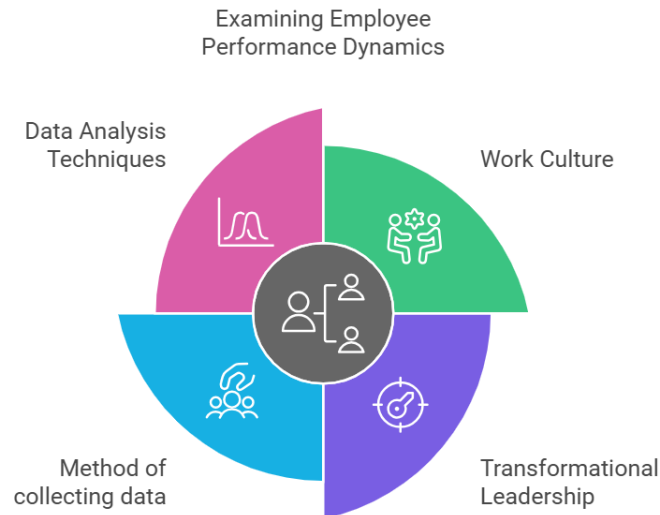 Examining Employee
Performance Dynamics
Data Analysis
Techniques
Work Culture
Method of
collecting data
Transformational
Leadership